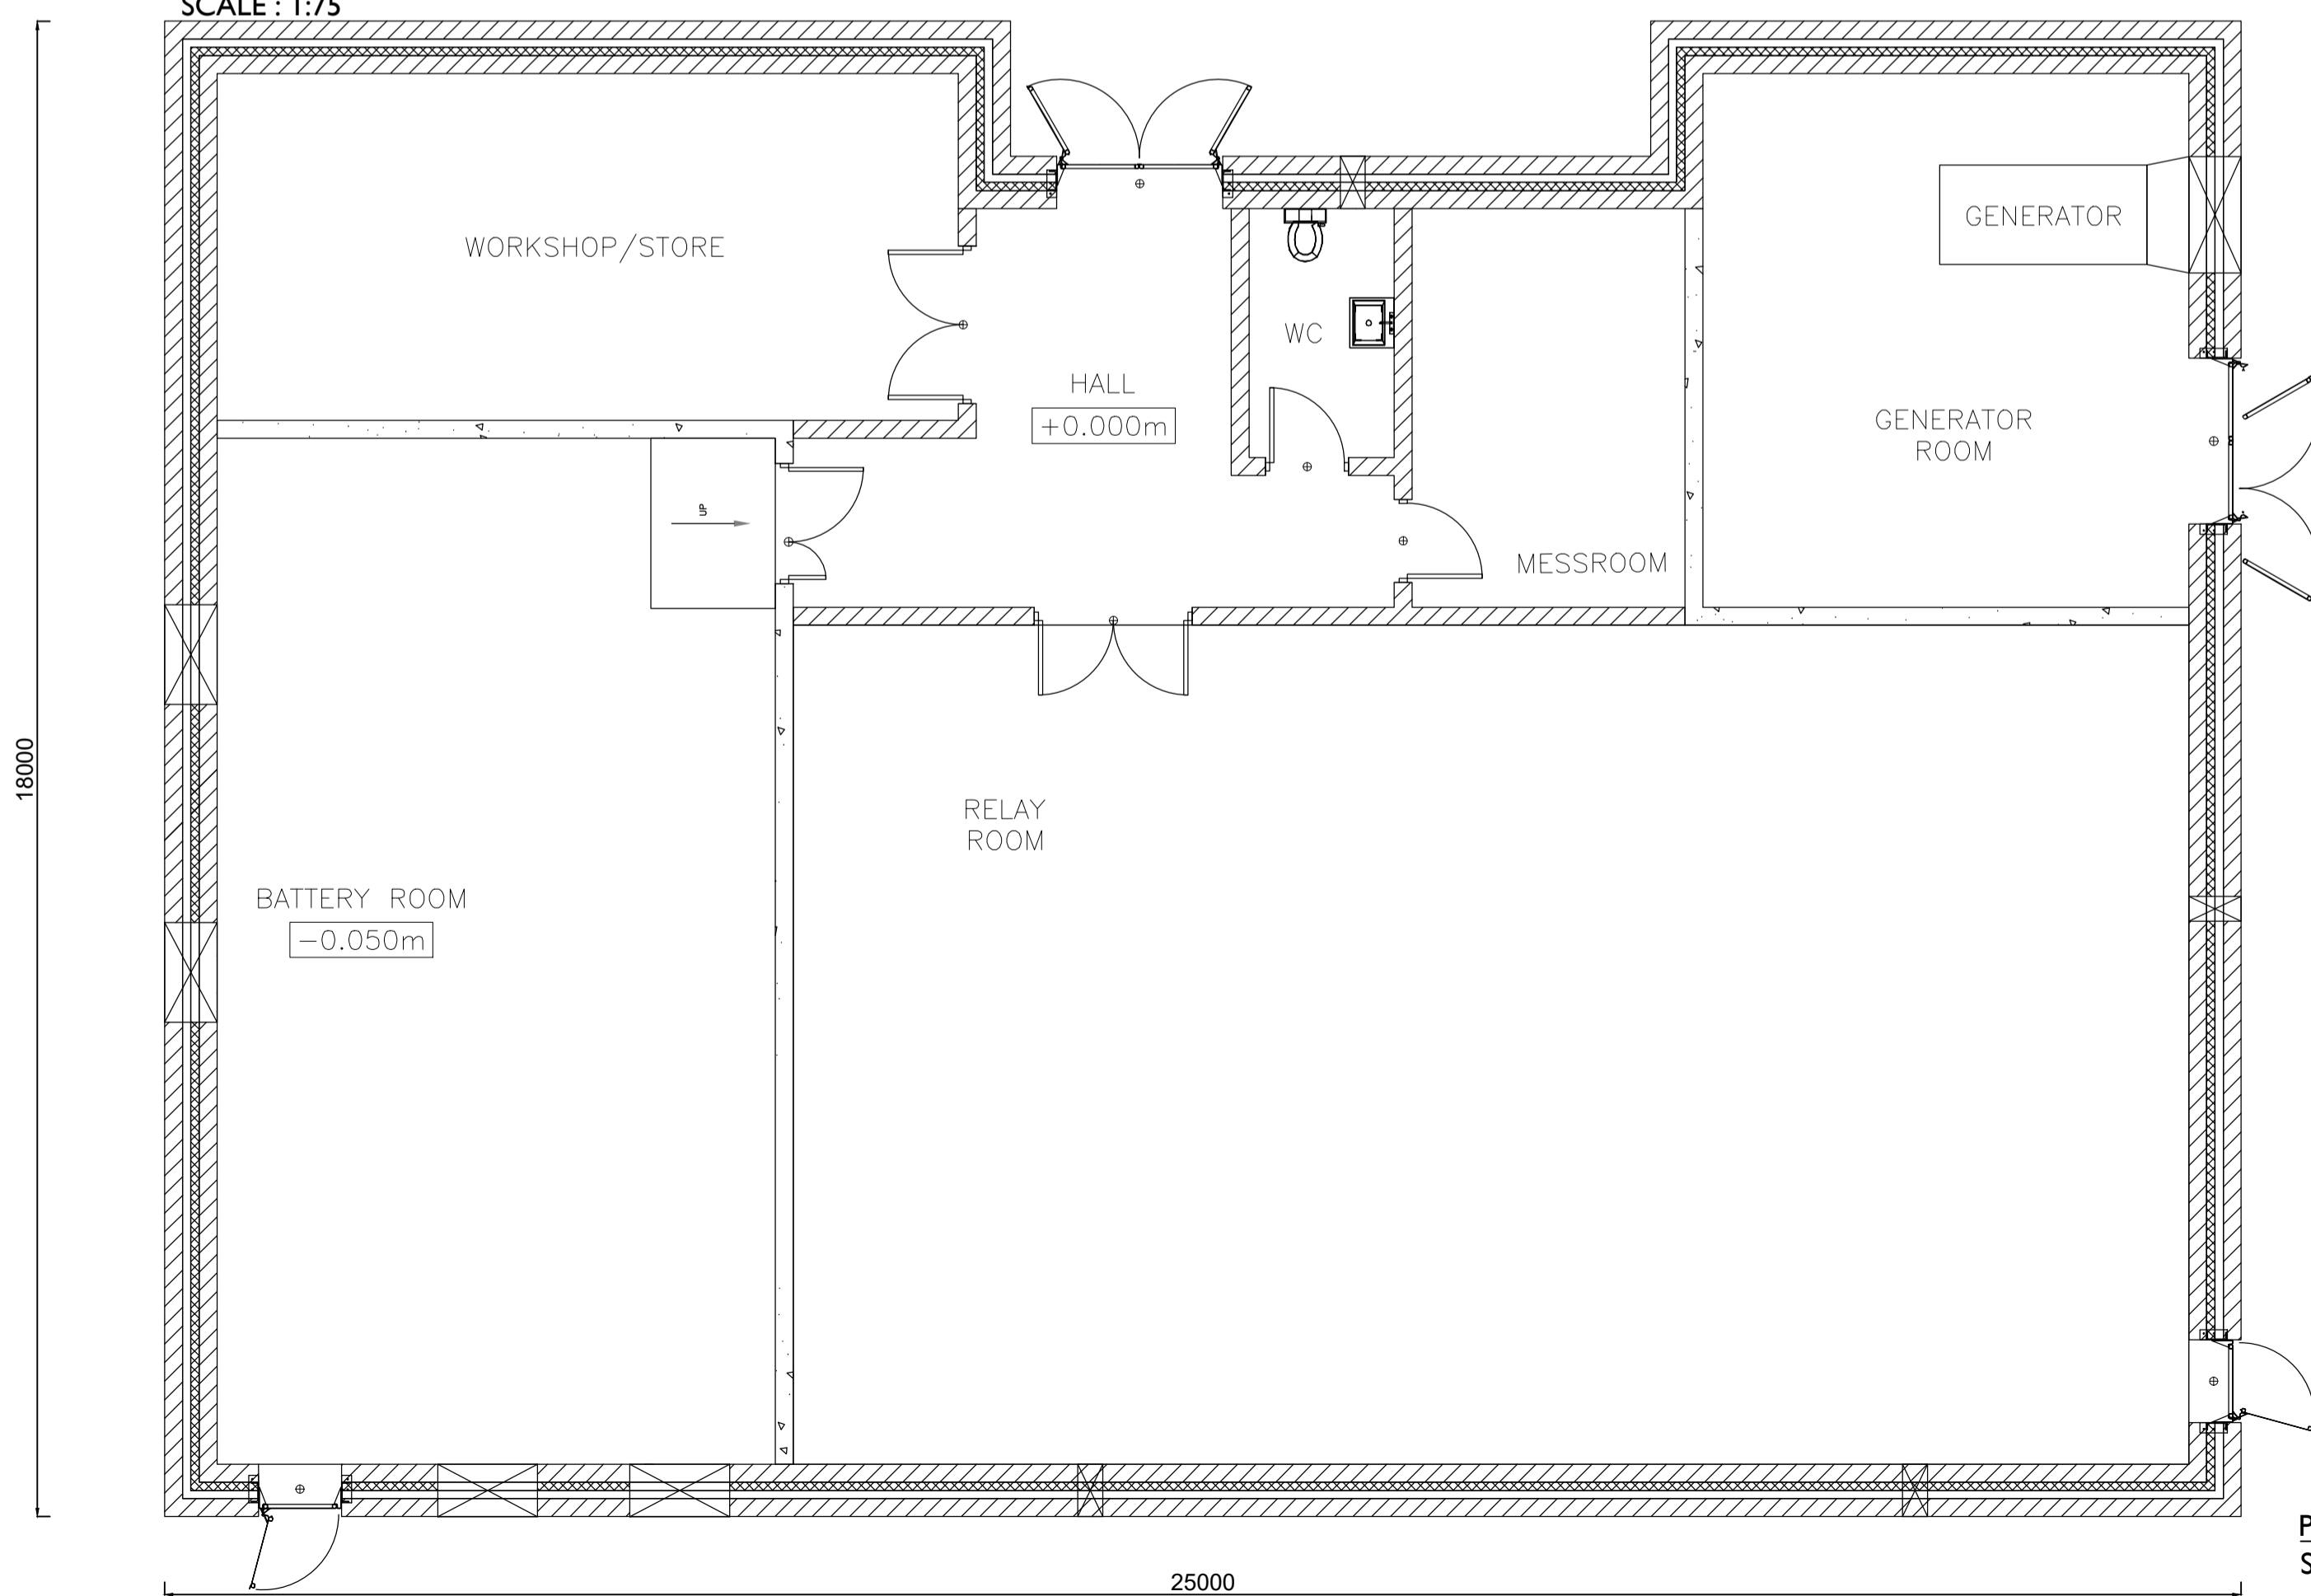 SCALE : 1:75
WORKSHOP/STORE
GENERATOR
WC
HALL
+0.000m
GENERATOR
ROOM
UP
MESSROOM
18000
RELAY
ROOM
BATTERY ROOM
-0.050m
P
S
25000